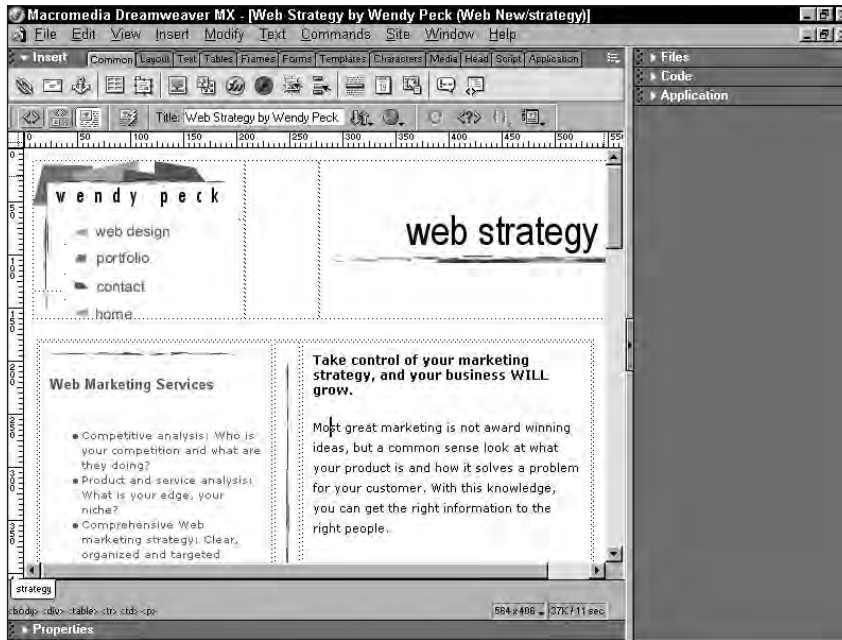 Macromedia Dreamweaver MX - [Web Strategy by Wendy Peck (Web New/strategy)]
File Edit View Insert Modify Text Commands Site Window Help
Insert Common Layout Text Tables Frames Forms Templates Characters Media Head Script Application
Files
Code
Application
Title: Web Strategy by Wendy Peck
0 50 100 150 200 250 300 350 400 450 500 55
wendy peck
web design
portfolio
contact
home
web strategy
Web Marketing Services
Competitive analysis: Who is
your competition and what are
they doing?
Product and service analysis:
What is your edge, your
niche?
Comprehensive Web
marketing strategy: Clear,
organized and targeted
Take control of your marketing
strategy, and your business WILL
grow.
Most great marketing is not award winning
ideas, but a common sense look at what
your product is and how it solves a problem
for your customer. With this knowledge,
you can get the right information to the
right people.
strategy
<body> <div> <table> <tr> <td> <p>
564 x 406 37K / 11 sec
Properties